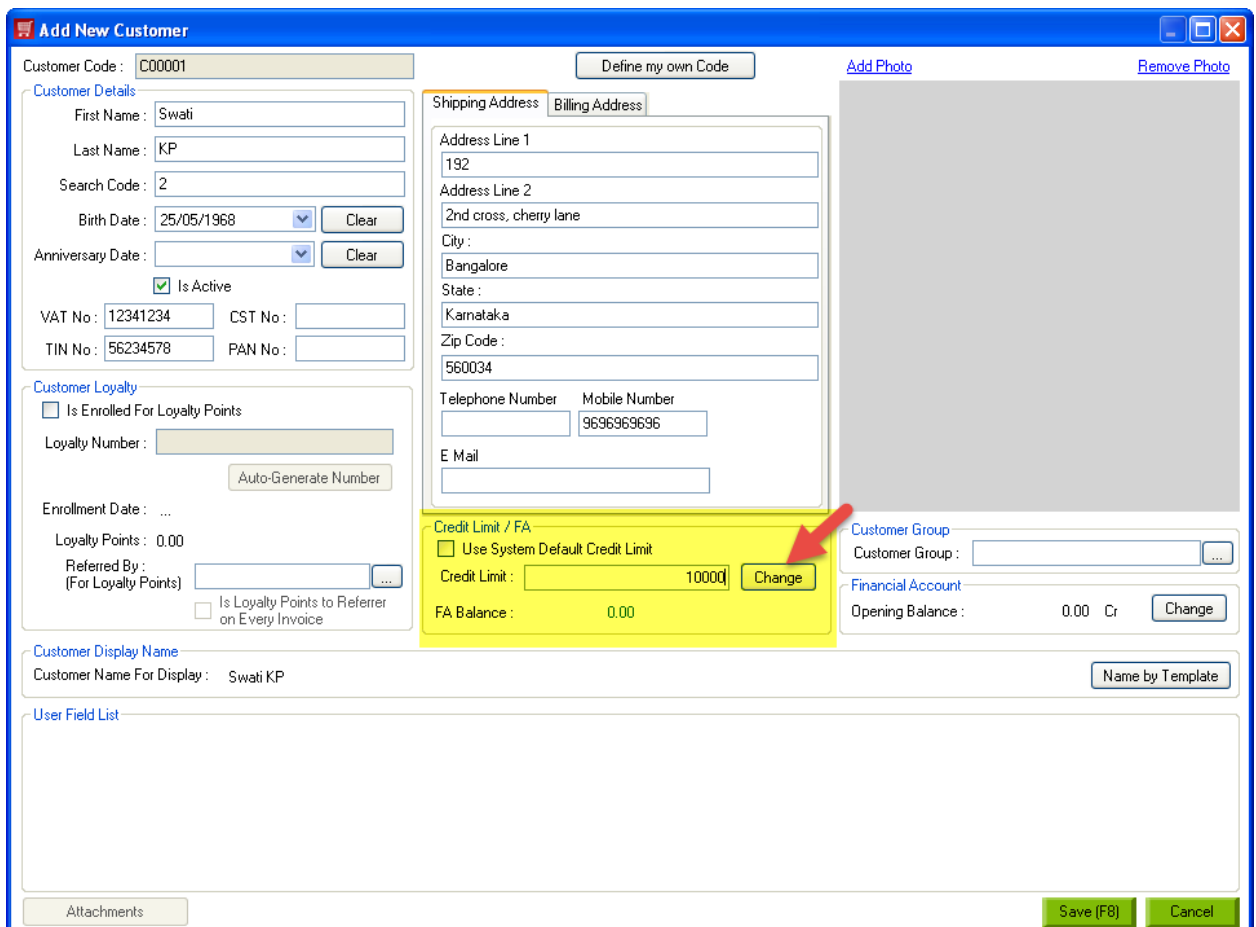 Add New Customer
Customer Code : C00001
Define my own Code
Add Photo
Remove Photo
Customer Details
First Name : Swati
Last Name : KP
Search Code : 2
Birth Date : 25/05/1968 Clear
Anniversary Date : Clear
Is Active
VAT No : 12341234 CST No :
TIN No : 56234578 PAN No :
Customer Loyalty
Is Enrolled For Loyalty Points
Loyalty Number :
Auto-Generate Number
Enrollment Date : ...
Loyalty Points : 0.00
Referred By :
(For Loyalty Points) ...
Is Loyalty Points to Referrer
on Every Invoice
Shipping Address Billing Address
Address Line 1
192
Address Line 2
2nd cross, cherry lane
City :
Bangalore
State :
Karnataka
Zip Code :
560034
Telephone Number Mobile Number
9696969696
E Mail
Credit Limit / FA
Use System Default Credit Limit
Credit Limit : 10000 Change
FA Balance : 0.00
Customer Group
Customer Group : ...
Financial Account
Opening Balance : 0.00 Cr Change
Customer Display Name
Customer Name For Display : Swati KP
Name by Template
User Field List
Attachments
Save (F8)
Cancel